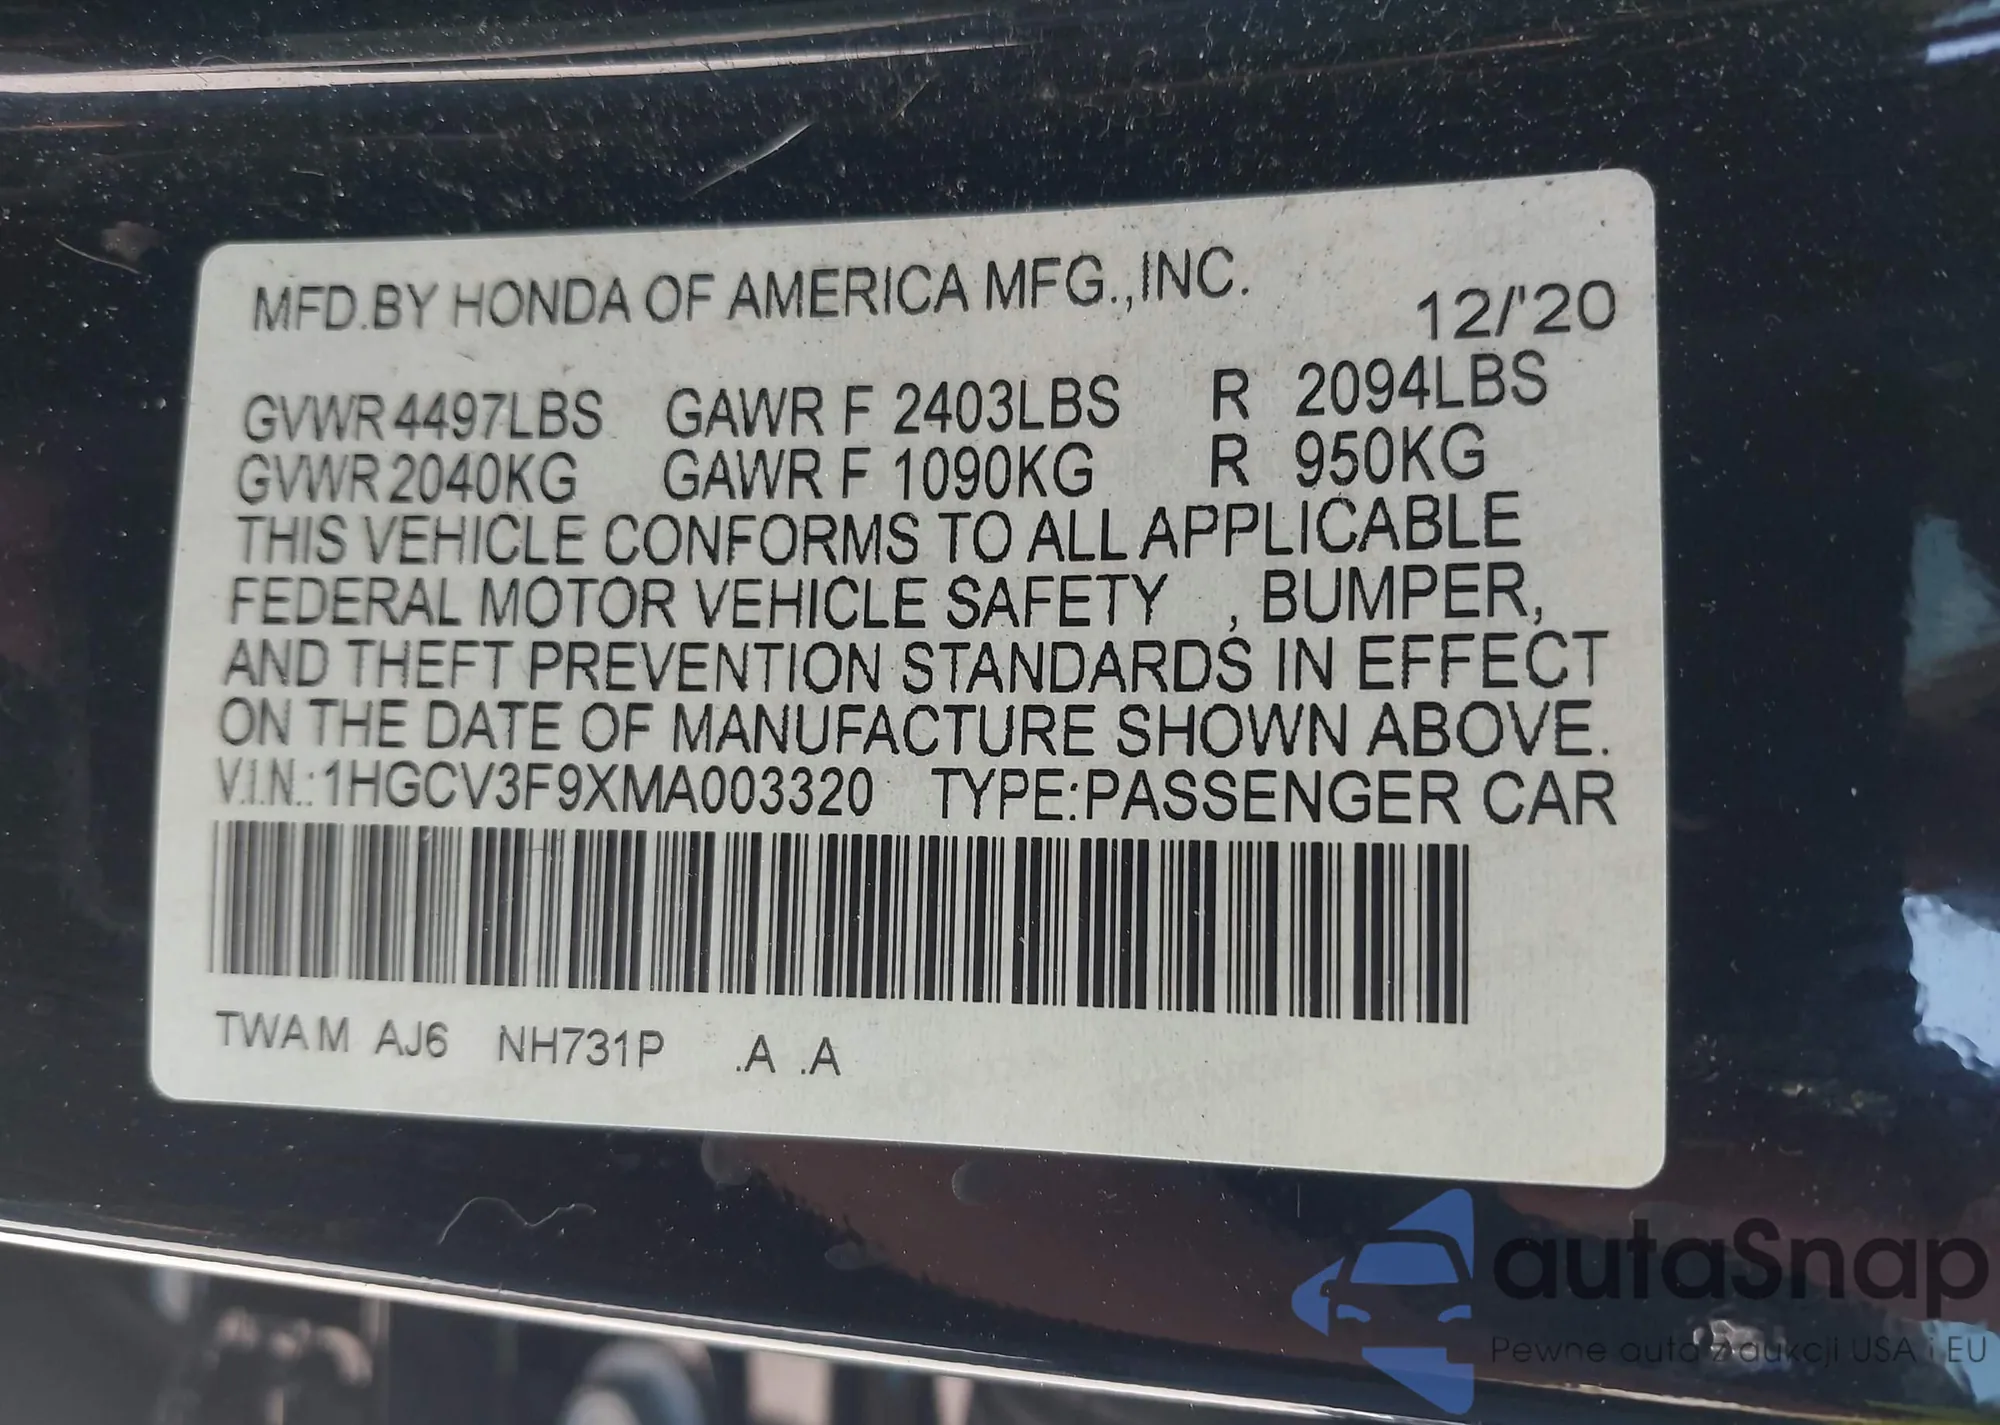 MFD.BY HONDA OF AMERICA MFG.,INC.
12/'20
GVWR 4497LBS GAWR F 2403LBS R 2094LBS
GVWR 2040KG GAWR F 1090KG R 950KG
THIS VEHICLE CONFORMS TO ALL APPLICABLE
FEDERAL MOTOR VEHICLE SAFETY , BUMPER,
AND THEFT PREVENTION STANDARDS IN EFFECT
ON THE DATE OF MANUFACTURE SHOWN ABOVE.
V.I.N.:1HGCV3F9XMA003320 TYPE:PASSENGER CAR
TWAM AJ6 NH731P .A .A
autaSnap
Pewne auta z aukcji USA i EU